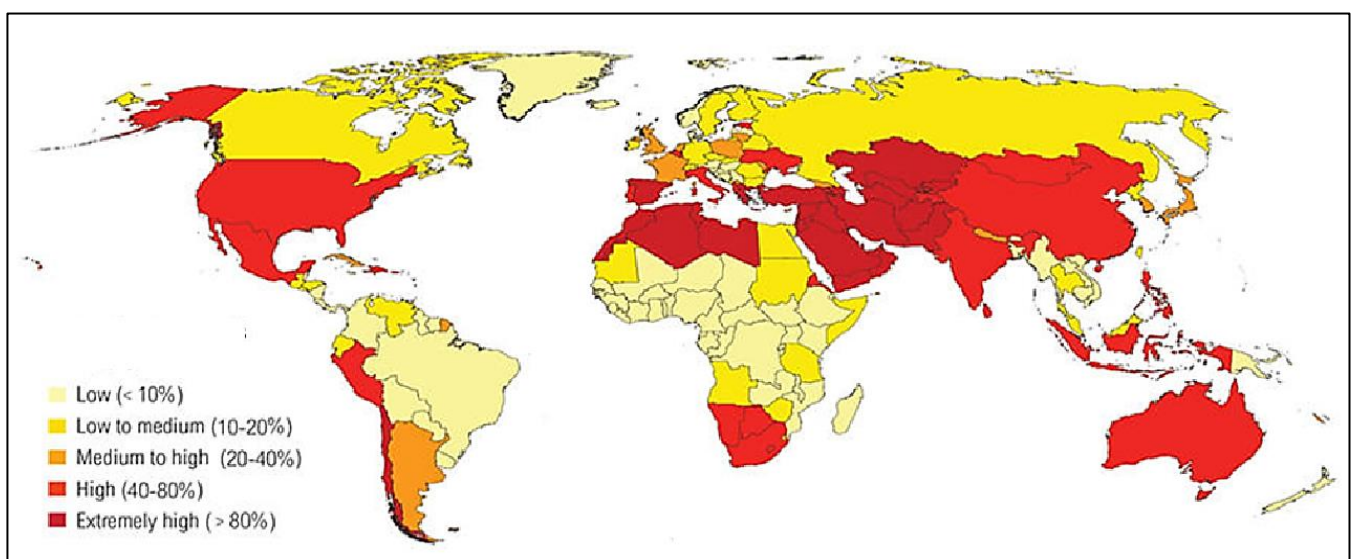 Low (< 10%)
Low to medium (10-20%)
Medium to high (20-40%)
High (40-80%)
Extremely high (> 80%)